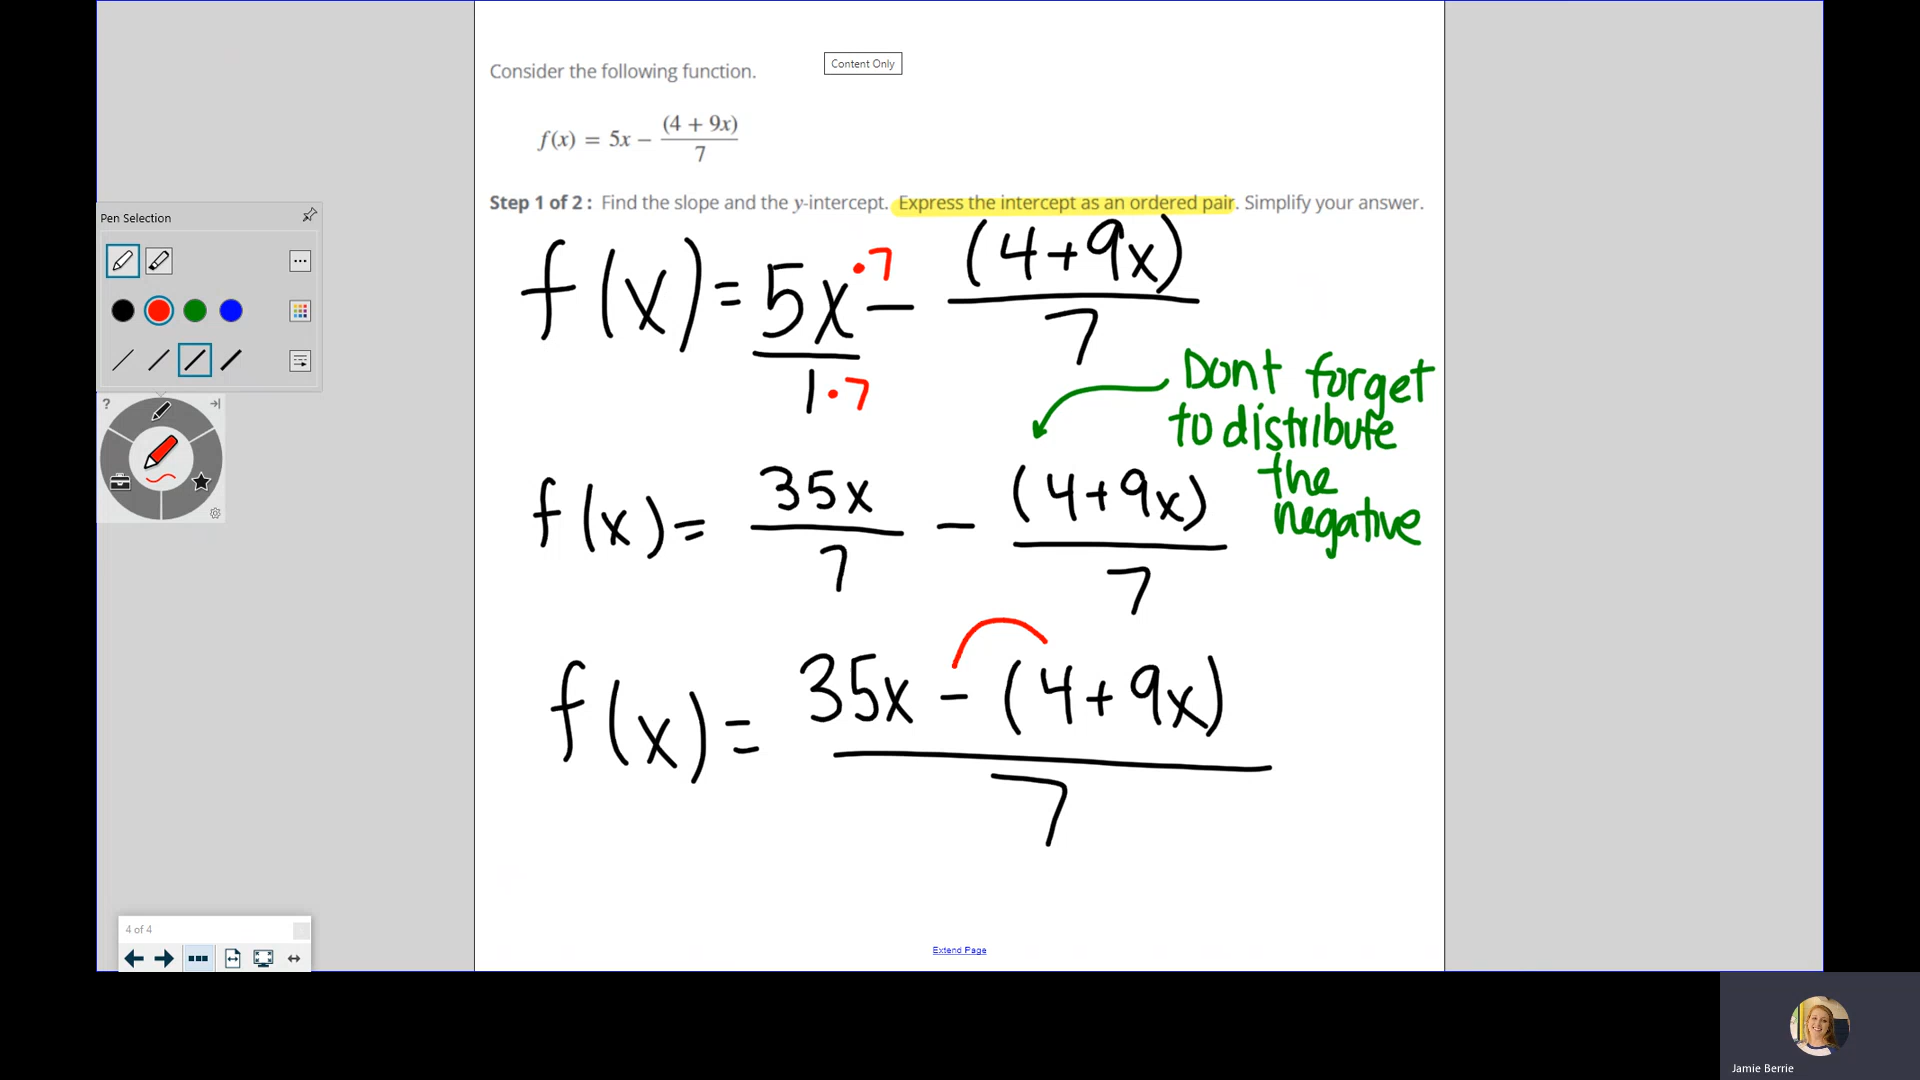 Consider the following function.
Content Only
f(x) = 5x − (4 + 9x)/7
Step 1 of 2 : Find the slope and the y-intercept. Express the intercept as an ordered pair. Simplify your answer.
Pen Selection
f(x) = 5x·7/1·7 − (4+9x)/7
Dont forget
to distribute
the
negative
f(x) = 35x/7 − (4+9x)/7
f(x) = 35x − (4+9x)/7
?
4 of 4
Extend Page
Jamie Berrie